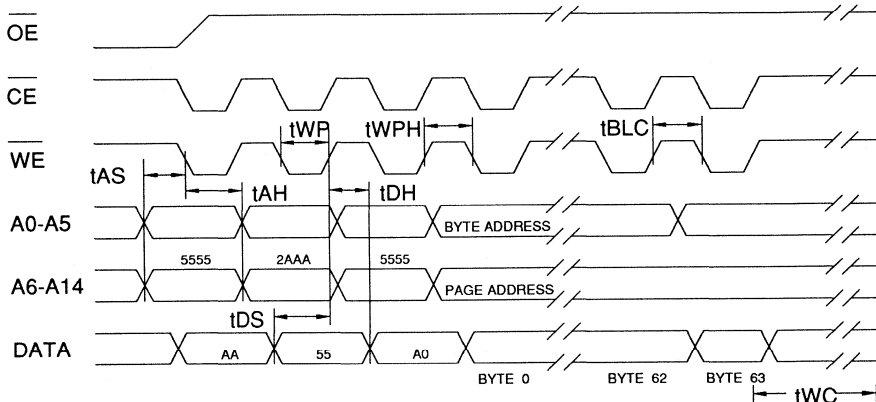 OE
CE
tWP tWPH tBLC
WE
tAS tAH tDH
A0-A5 BYTE ADDRESS
5555 2AAA 5555
A6-A14 PAGE ADDRESS
tDS
DATA AA 55 A0
BYTE 0 BYTE 62 BYTE 63
tWC